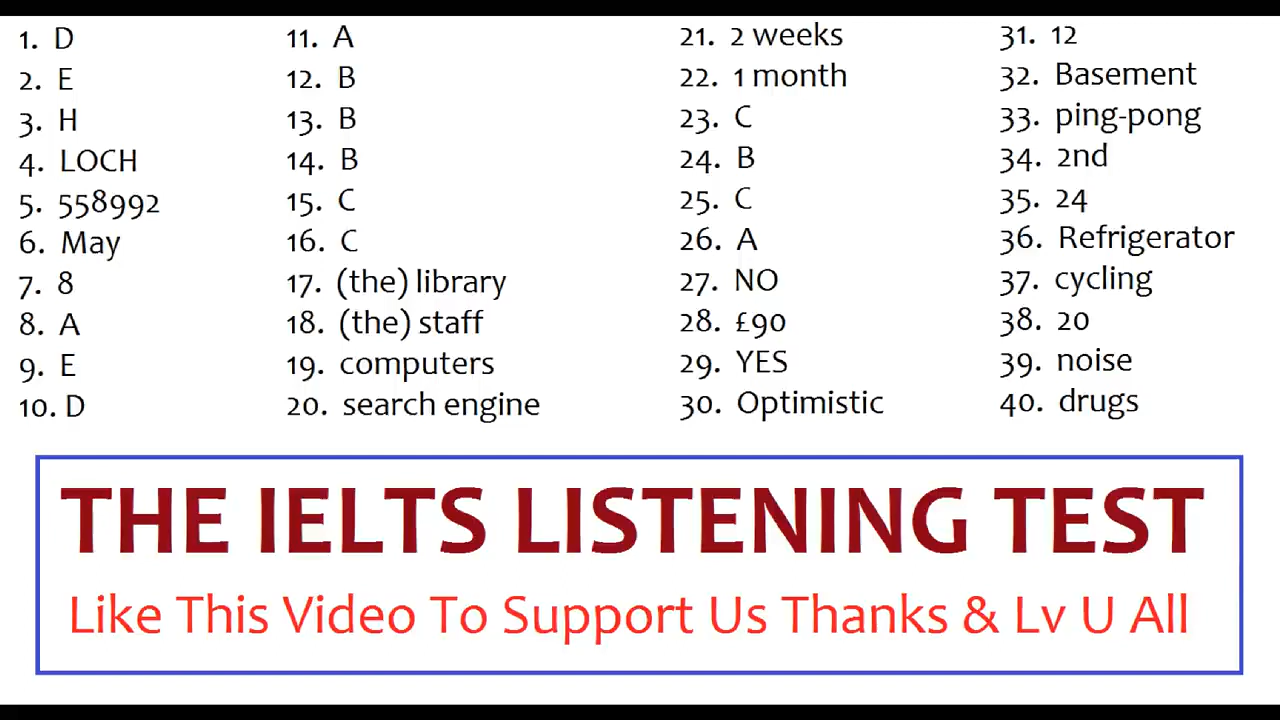 1. D
2. E
3. H
4. LOCH
5. 558992
6. May
7. 8
8. A
9. E
10. D
11. A
12. B
13. B
14. B
15. C
16. C
17. (the) library
18. (the) staff
19. computers
20. search engine
21. 2 weeks
22. 1 month
23. C
24. B
25. C
26. A
27. NO
28. £90
29. YES
30. Optimistic
31. 12
32. Basement
33. ping-pong
34. 2nd
35. 24
36. Refrigerator
37. cycling
38. 20
39. noise
40. drugs
THE IELTS LISTENING TEST
Like This Video To Support Us Thanks & Lv U All